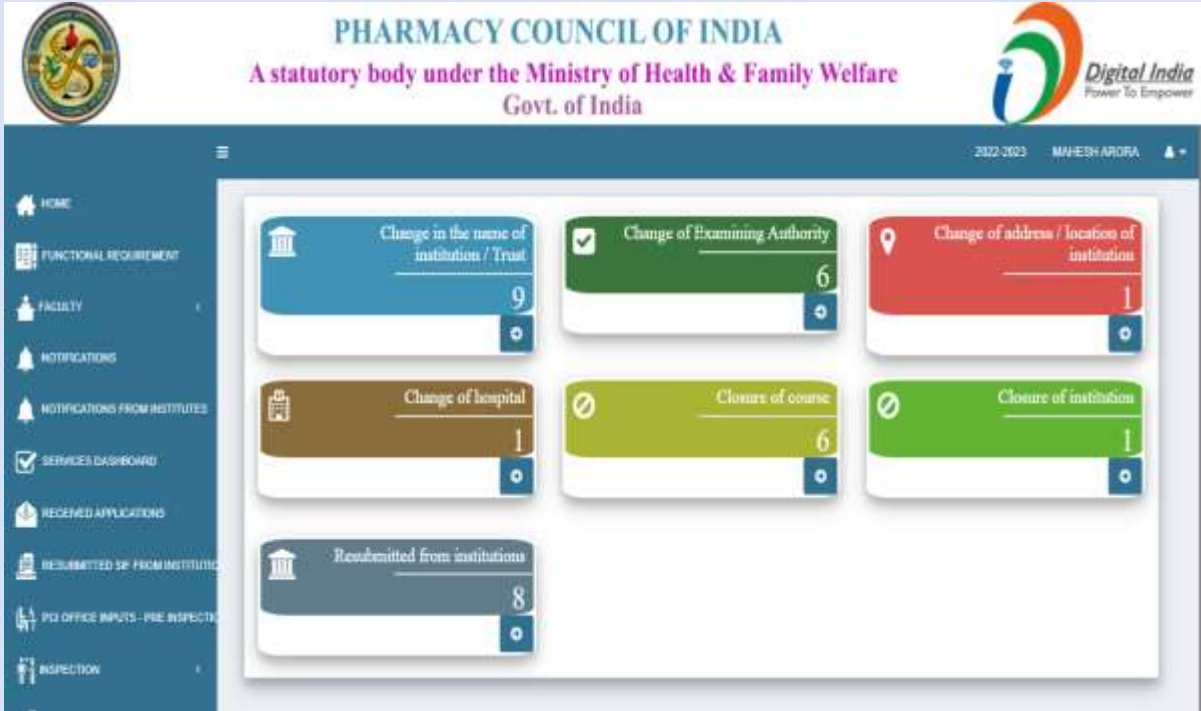 PHARMACY COUNCIL OF INDIA
A statutory body under the Ministry of Health & Family Welfare
Govt. of India
Digital India
Power To Empower
2022-2023 MAHESH ARORA
HOME
FUNCTIONAL REQUIREMENT
FACULTY
NOTIFICATIONS
NOTIFICATIONS FROM INSTITUTES
SERVICES DASHBOARD
RECEIVED APPLICATIONS
RESUBMITTED SIF FROM INSTITUTIO
PCI OFFICE INPUTS - PRE INSPECTIO
INSPECTION
Change in the name of
institution / Trust
9
Change of Examining Authority
6
Change of address / location of
institution
1
Change of hospital
1
Closure of course
6
Closure of institution
1
Resubmitted from institutions
8